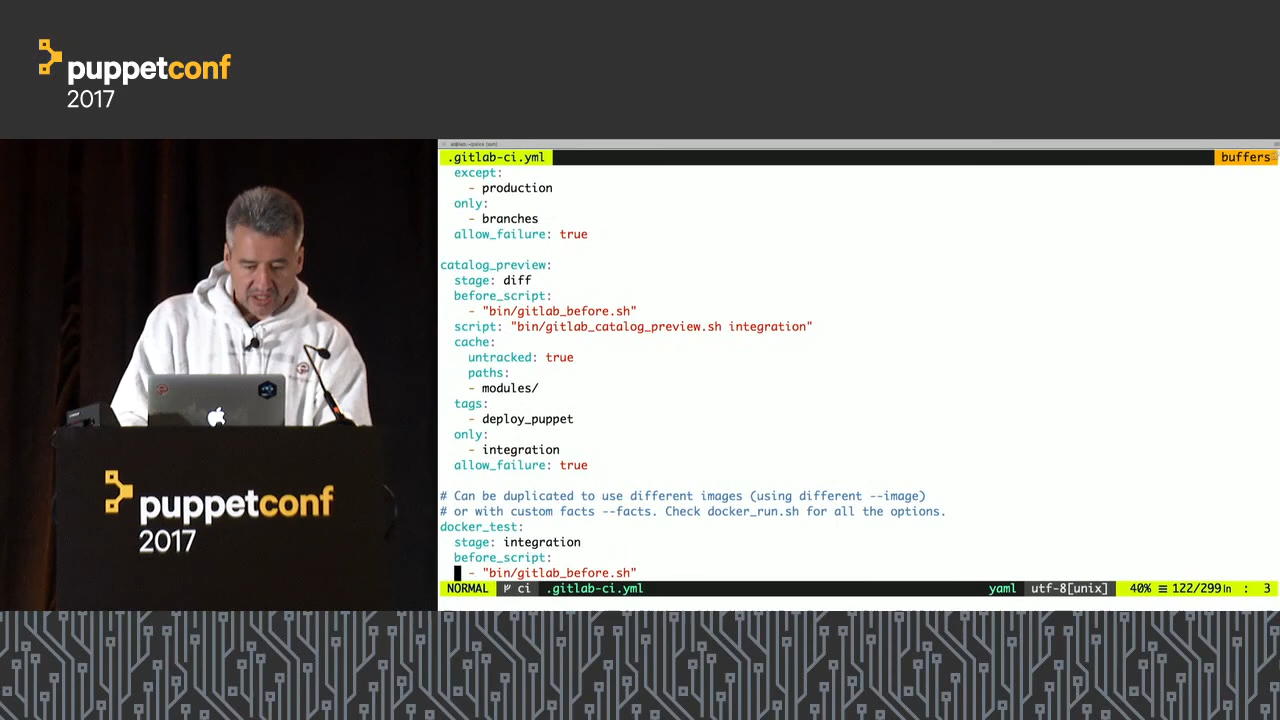 puppetconf
2017
.gitlab-ci.yml
buffers
except:
- production
only:
- branches
allow_failure: true
catalog_preview:
stage: diff
before_script:
- "bin/gitlab_before.sh"
script: "bin/gitlab_catalog_preview.sh integration"
cache:
untracked: true
paths:
- modules/
tags:
- deploy_puppet
only:
- integration
allow_failure: true
# Can be duplicated to use different images (using different --image)
# or with custom facts --facts. Check docker_run.sh for all the options.
docker_test:
stage: integration
before_script:
- "bin/gitlab_before.sh"
NORMAL ci .gitlab-ci.yml yaml utf-8[unix] 40% ≡ 122/299 ln : 3
puppetconf
2017